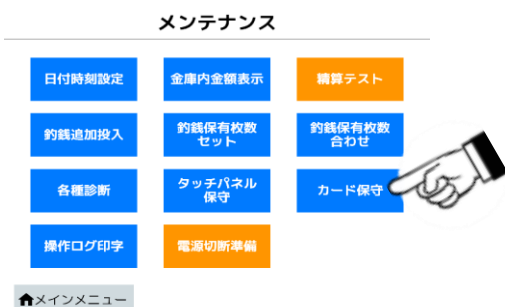 メンテナンス
日付時刻設定
金庫内金額表示
精算テスト
釣銭追加投入
釣銭保有枚数
セット
釣銭保有枚数
合わせ
各種診断
タッチパネル
保守
カード保守
操作ログ印字
電源切断準備
メインメニュー